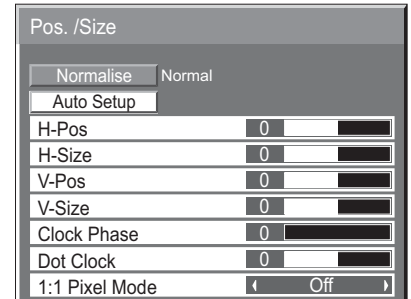 Pos. /Size
Normalise Normal
Auto Setup
H-Pos 0
H-Size 0
V-Pos 0
V-Size 0
Clock Phase 0
Dot Clock 0
1:1 Pixel Mode Off